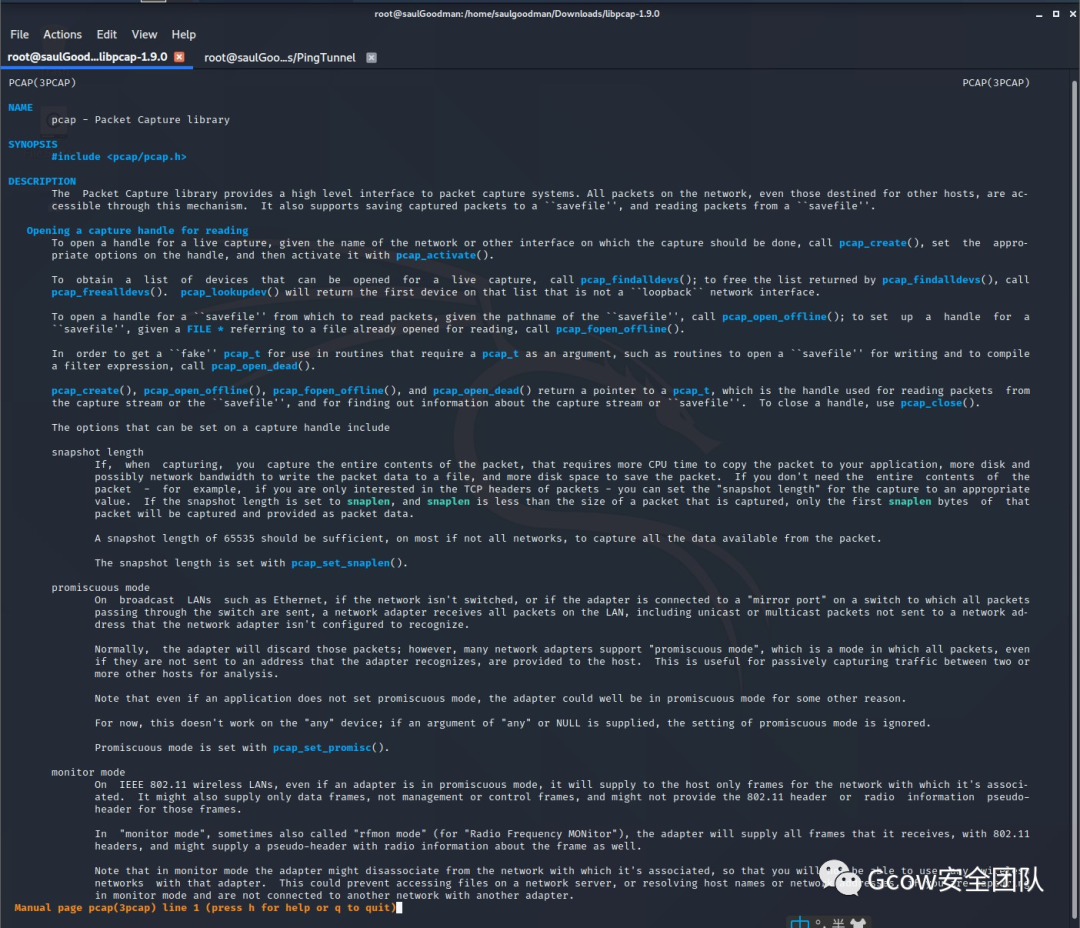 root@saulGoodman:/home/saulgoodman/Downloads/libpcap-1.9.0
File Actions Edit View Help
root@saulGood...libpcap-1.9.0 root@saulGoo...s/PingTunnel
PCAP(3PCAP) PCAP(3PCAP)
NAME
pcap - Packet Capture library
SYNOPSIS
#include <pcap/pcap.h>
DESCRIPTION
The Packet Capture library provides a high level interface to packet capture systems. All packets on the network, even those destined for other hosts, are ac-
cessible through this mechanism. It also supports saving captured packets to a ``savefile'', and reading packets from a ``savefile''.
Opening a capture handle for reading
To open a handle for a live capture, given the name of the network or other interface on which the capture should be done, call pcap_create(), set the appro-
priate options on the handle, and then activate it with pcap_activate().
To obtain a list of devices that can be opened for a live capture, call pcap_findalldevs(); to free the list returned by pcap_findalldevs(), call
pcap_freealldevs(). pcap_lookupdev() will return the first device on that list that is not a ``loopback`` network interface.
To open a handle for a ``savefile'' from which to read packets, given the pathname of the ``savefile'', call pcap_open_offline(); to set up a handle for a
``savefile'', given a FILE * referring to a file already opened for reading, call pcap_fopen_offline().
In order to get a ``fake'' pcap_t for use in routines that require a pcap_t as an argument, such as routines to open a ``savefile'' for writing and to compile
a filter expression, call pcap_open_dead().
pcap_create(), pcap_open_offline(), pcap_fopen_offline(), and pcap_open_dead() return a pointer to a pcap_t, which is the handle used for reading packets from
the capture stream or the ``savefile'', and for finding out information about the capture stream or ``savefile''. To close a handle, use pcap_close().
The options that can be set on a capture handle include
snapshot length
If, when capturing, you capture the entire contents of the packet, that requires more CPU time to copy the packet to your application, more disk and
possibly network bandwidth to write the packet data to a file, and more disk space to save the packet. If you don't need the entire contents of the
packet - for example, if you are only interested in the TCP headers of packets - you can set the "snapshot length" for the capture to an appropriate
value. If the snapshot length is set to snaplen, and snaplen is less than the size of a packet that is captured, only the first snaplen bytes of that
packet will be captured and provided as packet data.
A snapshot length of 65535 should be sufficient, on most if not all networks, to capture all the data available from the packet.
The snapshot length is set with pcap_set_snaplen().
promiscuous mode
On broadcast LANs such as Ethernet, if the network isn't switched, or if the adapter is connected to a "mirror port" on a switch to which all packets
passing through the switch are sent, a network adapter receives all packets on the LAN, including unicast or multicast packets not sent to a network ad-
dress that the network adapter isn't configured to recognize.
Normally, the adapter will discard those packets; however, many network adapters support "promiscuous mode", which is a mode in which all packets, even
if they are not sent to an address that the adapter recognizes, are provided to the host. This is useful for passively capturing traffic between two or
more other hosts for analysis.
Note that even if an application does not set promiscuous mode, the adapter could well be in promiscuous mode for some other reason.
For now, this doesn't work on the "any" device; if an argument of "any" or NULL is supplied, the setting of promiscuous mode is ignored.
Promiscuous mode is set with pcap_set_promisc().
monitor mode
On IEEE 802.11 wireless LANs, even if an adapter is in promiscuous mode, it will supply to the host only frames for the network with which it's associ-
ated. It might also supply only data frames, not management or control frames, and might not provide the 802.11 header or radio information pseudo-
header for those frames.
In "monitor mode", sometimes also called "rfmon mode" (for "Radio Frequency MONitor"), the adapter will supply all frames that it receives, with 802.11
headers, and might supply a pseudo-header with radio information about the frame as well.
Note that in monitor mode the adapter might disassociate from the network with which it's associated, so that you will be able to use any
networks with that adapter. This could prevent accessing files on a network server, or resolving host names or
in monitor mode and are not connected to another network with another adapter.
Manual page pcap(3pcap) line 1 (press h for help or q to quit)
Gcow安全团队
中 半